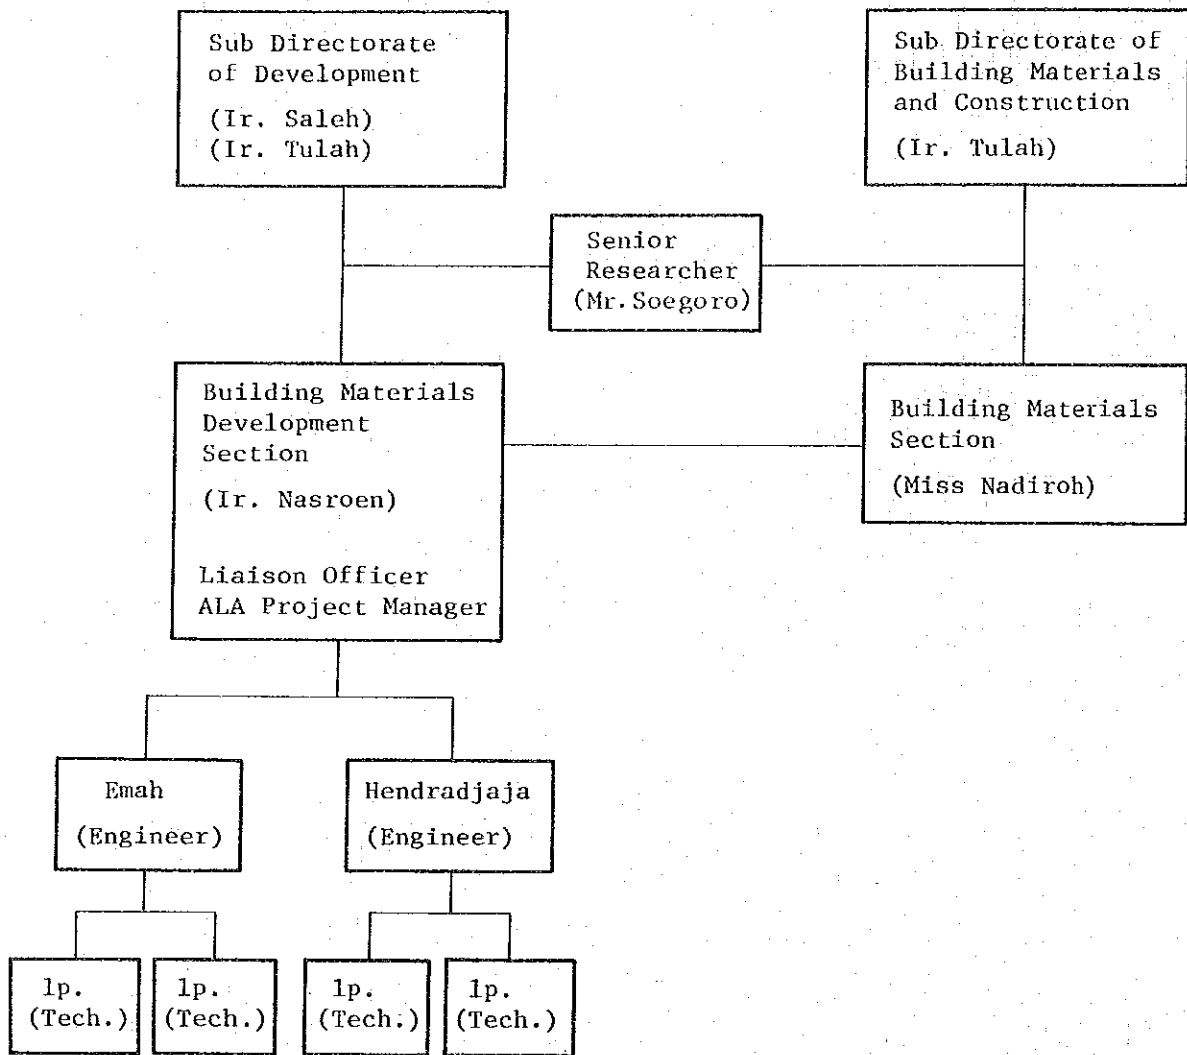 Sub Directorate
of Development
(Ir. Saleh)
(Ir. Tulah)
Sub Directorate of
Building Materials
and Construction
(Ir. Tulah)
Senior
Researcher
(Mr.Soegoro)
Building Materials
Development
Section
(Ir. Nasroen)
Liaison Officer
ALA Project Manager
Building Materials
Section
(Miss Nadiroh)
Emah
(Engineer)
Hendradjaja
(Engineer)
1p.
(Tech.)
1p.
(Tech.)
1p.
(Tech.)
1p.
(Tech.)